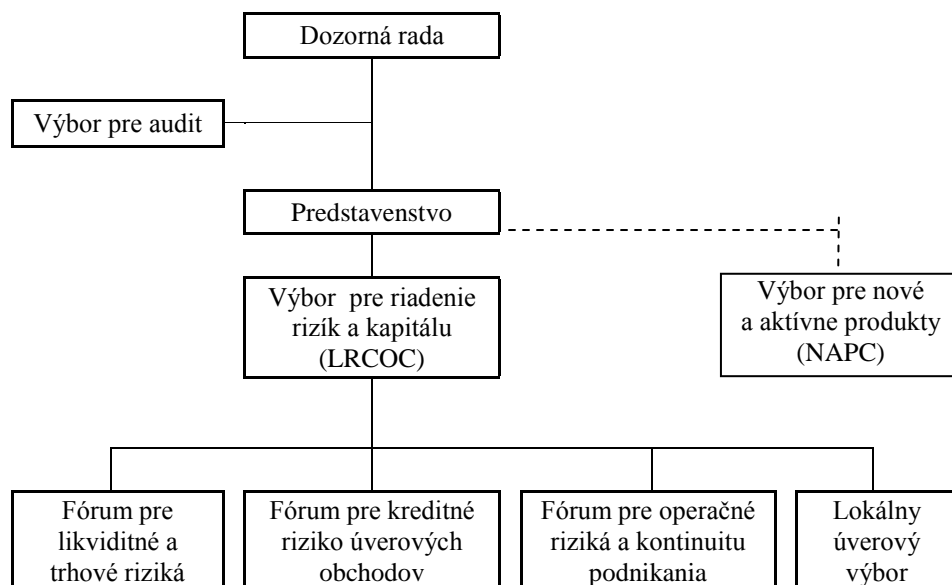 Dozorná rada
Výbor pre audit
Predstavenstvo
Výbor pre riadenie
rizík a kapitálu
(LRCOC)
Výbor pre nové
a aktívne produkty
(NAPC)
Fórum pre
likviditné a
trhové riziká
Fórum pre kreditné
riziko úverových
obchodov
Fórum pre operačné
riziká a kontinuitu
podnikania
Lokálny
úverový
výbor